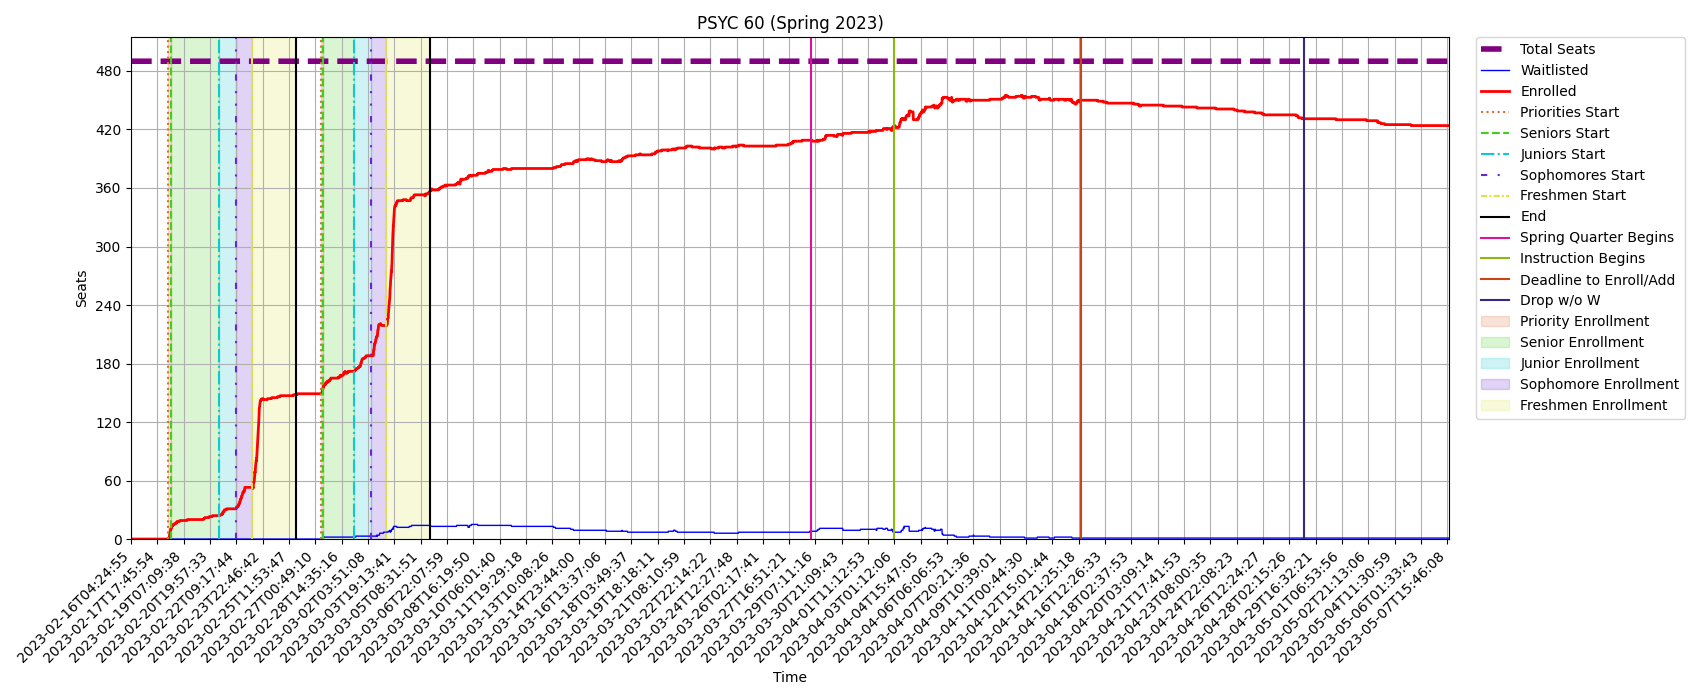 PSYC 60 (Spring 2023)
480
420
360
300
240
180
120
60
0
Seats
2023-02-16T04:24:55
2023-02-17T17:45:54
2023-02-19T07:09:38
2023-02-20T19:57:33
2023-02-22T09:17:44
2023-02-23T22:46:42
2023-02-25T11:53:47
2023-02-27T00:49:10
2023-02-28T14:35:16
2023-03-02T03:51:08
2023-03-03T19:13:41
2023-03-05T08:31:51
2023-03-06T22:07:59
2023-03-08T16:19:50
2023-03-10T06:01:40
2023-03-11T19:29:18
2023-03-13T10:08:26
2023-03-14T23:44:00
2023-03-16T13:37:06
2023-03-18T03:49:37
2023-03-19T18:18:11
2023-03-21T08:10:59
2023-03-22T22:14:22
2023-03-24T12:27:48
2023-03-26T02:17:41
2023-03-27T16:51:21
2023-03-29T07:11:16
2023-03-30T21:09:43
2023-04-01T11:12:53
2023-04-03T01:12:06
2023-04-04T15:47:05
2023-04-06T06:06:53
2023-04-07T20:21:36
2023-04-09T10:39:01
2023-04-11T00:44:30
2023-04-12T15:01:44
2023-04-14T21:25:18
2023-04-16T12:26:33
2023-04-18T02:37:53
2023-04-20T03:09:14
2023-04-21T17:41:53
2023-04-23T08:00:35
2023-04-24T22:08:23
2023-04-26T12:24:27
2023-04-28T02:15:26
2023-04-29T16:32:21
2023-05-01T06:53:56
2023-05-02T21:13:06
2023-05-04T11:30:59
2023-05-06T01:33:43
2023-05-07T15:46:08
Time
Total Seats
Waitlisted
Enrolled
Priorities Start
Seniors Start
Juniors Start
Sophomores Start
Freshmen Start
End
Spring Quarter Begins
Instruction Begins
Deadline to Enroll/Add
Drop w/o W
Priority Enrollment
Senior Enrollment
Junior Enrollment
Sophomore Enrollment
Freshmen Enrollment